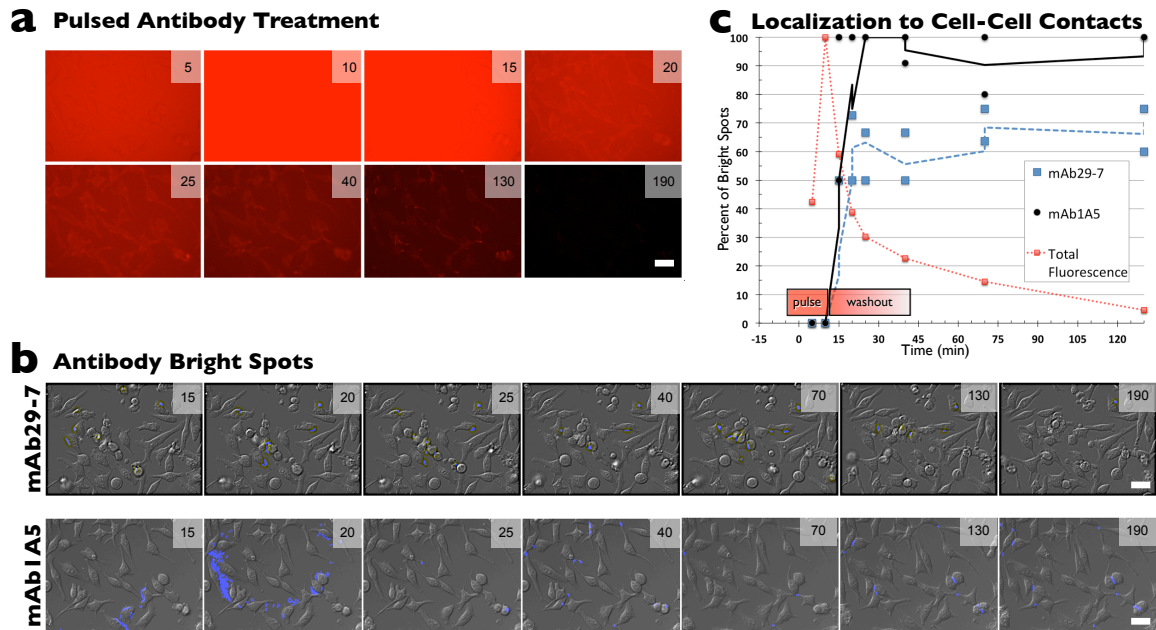 a Pulsed Antibody Treatment
5
10
15
20
25
40
130
190
c Localization to Cell-Cell Contacts
Percent of Bright Spots
100
90
80
70
60
50
40
30
20
10
0
mAb29-7
mAb1A5
Total
Fluorescence
pulse
washout
-15 0 15 30 45 60 75 90 105 120
Time (min)
b Antibody Bright Spots
mAb29-7
15
20
25
40
70
130
190
mAb1A5
15
20
25
40
70
130
190